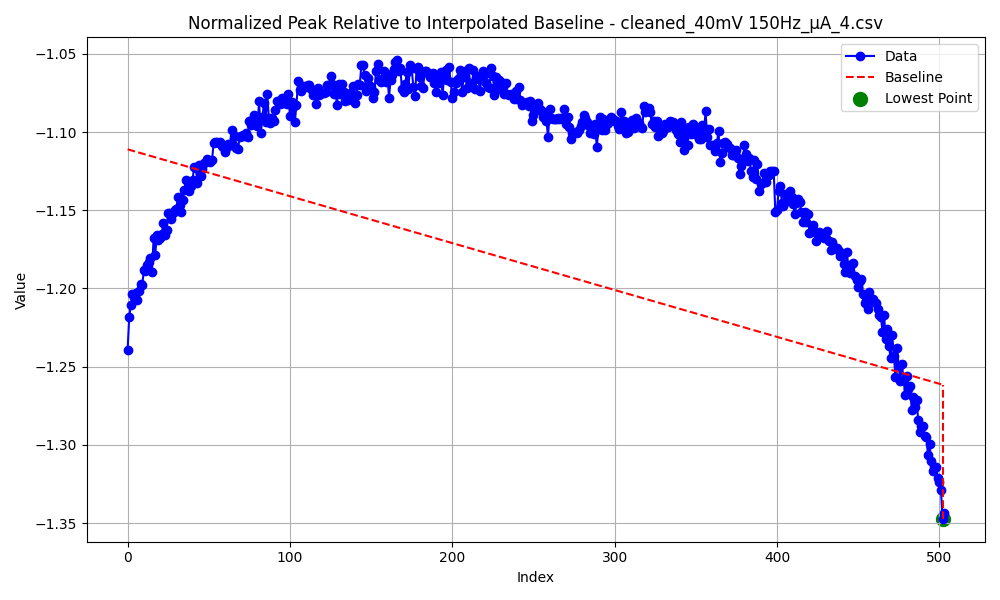 Normalized Peak Relative to Interpolated Baseline - cleaned_40mV 150Hz_µA_4.csv
Data
Baseline
Lowest Point
−1.05
−1.10
−1.15
−1.20
−1.25
−1.30
−1.35
Value
0
100
200
300
400
500
Index